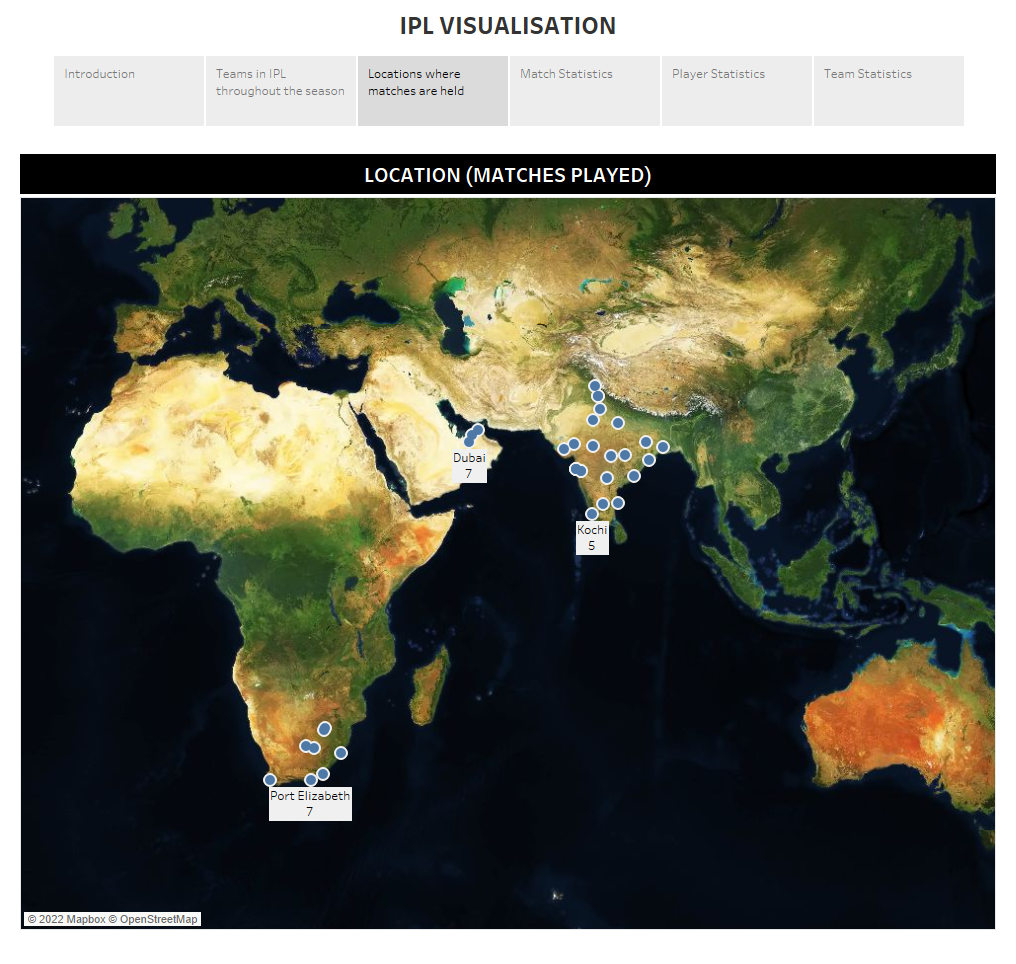 IPL VISUALISATION
Introduction
Teams in IPL
throughout the season
Locations where
matches are held
Match Statistics
Player Statistics
Team Statistics
LOCATION (MATCHES PLAYED)
Dubai
7
Kochi
5
Port Elizabeth
7
© 2022 Mapbox © OpenStreetMap